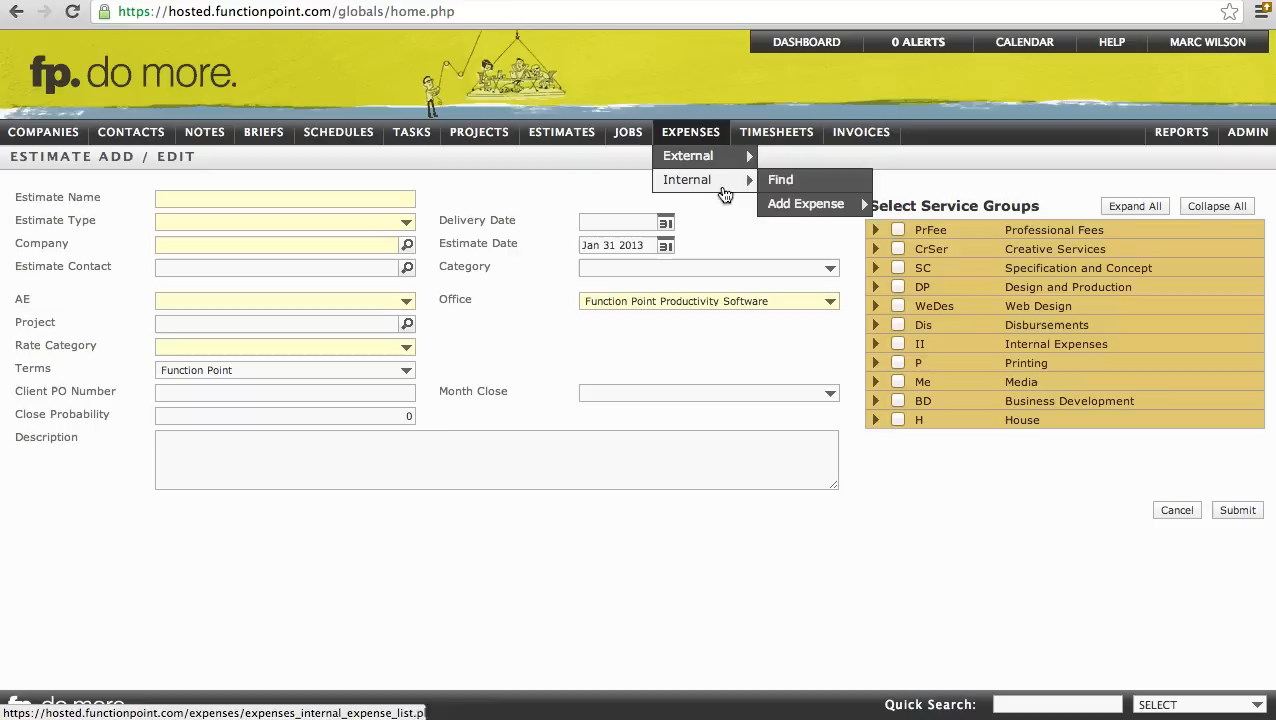 https://hosted.functionpoint.com/globals/home.php
fp. do more.
DASHBOARD 0 ALERTS CALENDAR HELP MARC WILSON
COMPANIES CONTACTS NOTES BRIEFS SCHEDULES TASKS PROJECTS ESTIMATES JOBS EXPENSES TIMESHEETS INVOICES REPORTS ADMIN
ESTIMATE ADD / EDIT
External
Internal
Find
Add Expense
Estimate Name
Estimate Type
Company
Estimate Contact
AE
Project
Rate Category
Terms Function Point
Client PO Number
Close Probability 0
Description
Delivery Date
Estimate Date Jan 31 2013
Category
Office Function Point Productivity Software
Month Close
Select Service Groups Expand All Collapse All
PrFee Professional Fees
CrSer Creative Services
SC Specification and Concept
DP Design and Production
WeDes Web Design
Dis Disbursements
II Internal Expenses
P Printing
Me Media
BD Business Development
H House
Cancel Submit
fp. do more.
Quick Search: SELECT
https://hosted.functionpoint.com/expenses/expenses_internal_expense_list.p